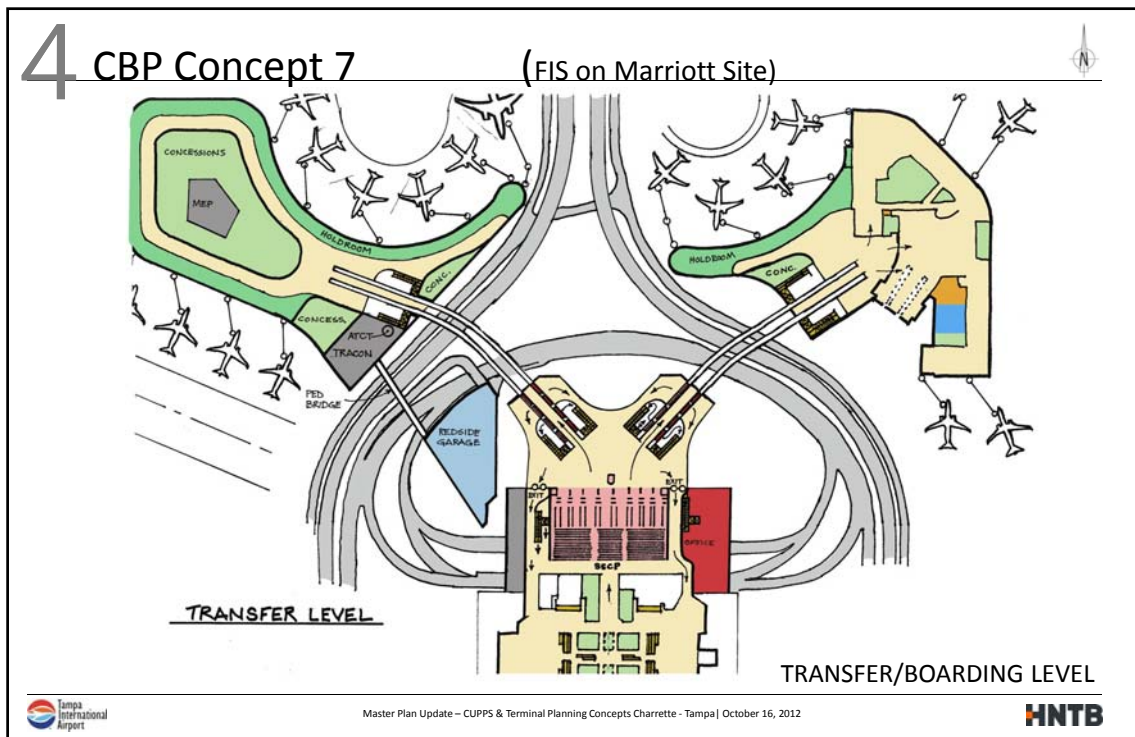 4 CBP Concept 7 (FIS on Marriott Site)
N
CONCESSIONS
MEP
HOLDROOM
CONC.
CONCESS.
ATCT
TRACON
PED
BRIDGE
REDSIDE
GARAGE
HOLDROOM
CONC.
EXIT
EXIT
OFFICE
SSCP
TRANSFER LEVEL
TRANSFER/BOARDING LEVEL
Tampa
International
Airport
Master Plan Update – CUPPS & Terminal Planning Concepts Charrette - Tampa| October 16, 2012
HNTB